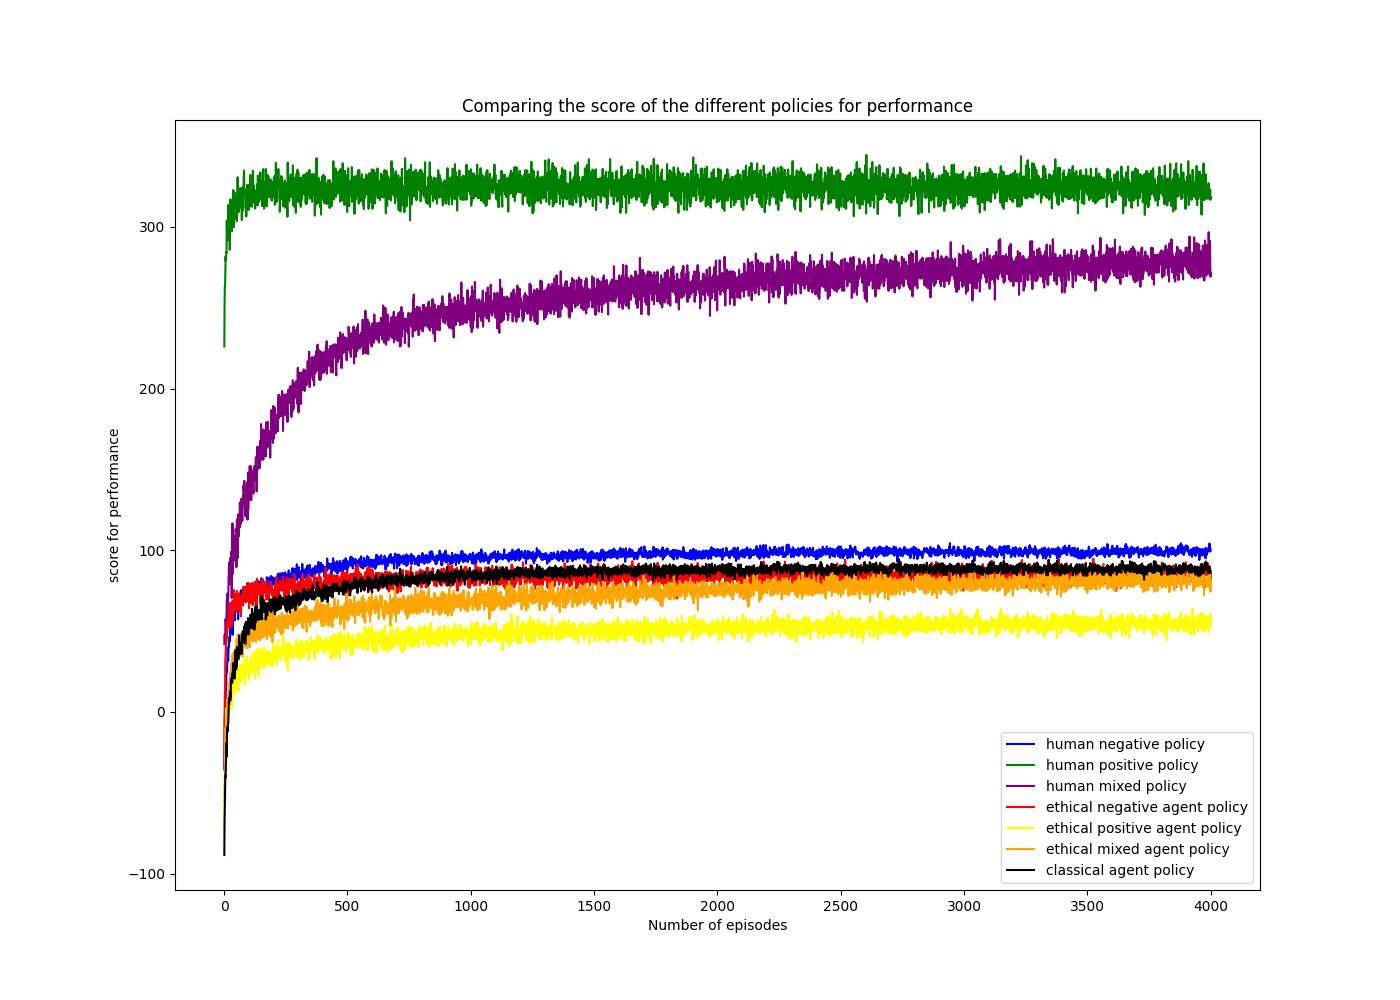 Comparing the score of the different policies for performance
score for performance
300
200
100
0
−100
0 500 1000 1500 2000 2500 3000 3500 4000
Number of episodes
human negative policy
human positive policy
human mixed policy
ethical negative agent policy
ethical positive agent policy
ethical mixed agent policy
classical agent policy